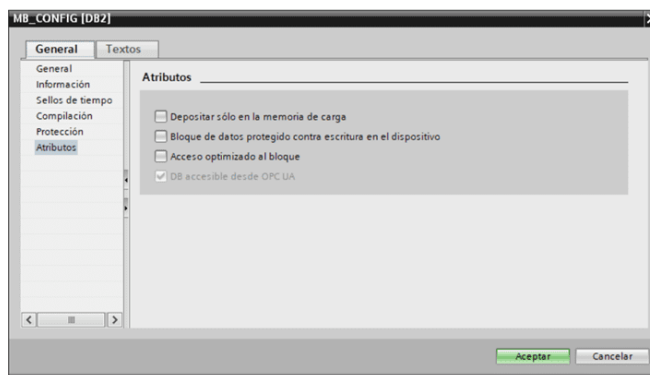 MB_CONFIG [DB2]
General Textos
General
Información
Sellos de tiempo
Compilación
Protección
Atributos
Atributos
Depositar sólo en la memoria de carga
Bloque de datos protegido contra escritura en el dispositivo
Acceso optimizado al bloque
DB accesible desde OPC UA
Aceptar Cancelar